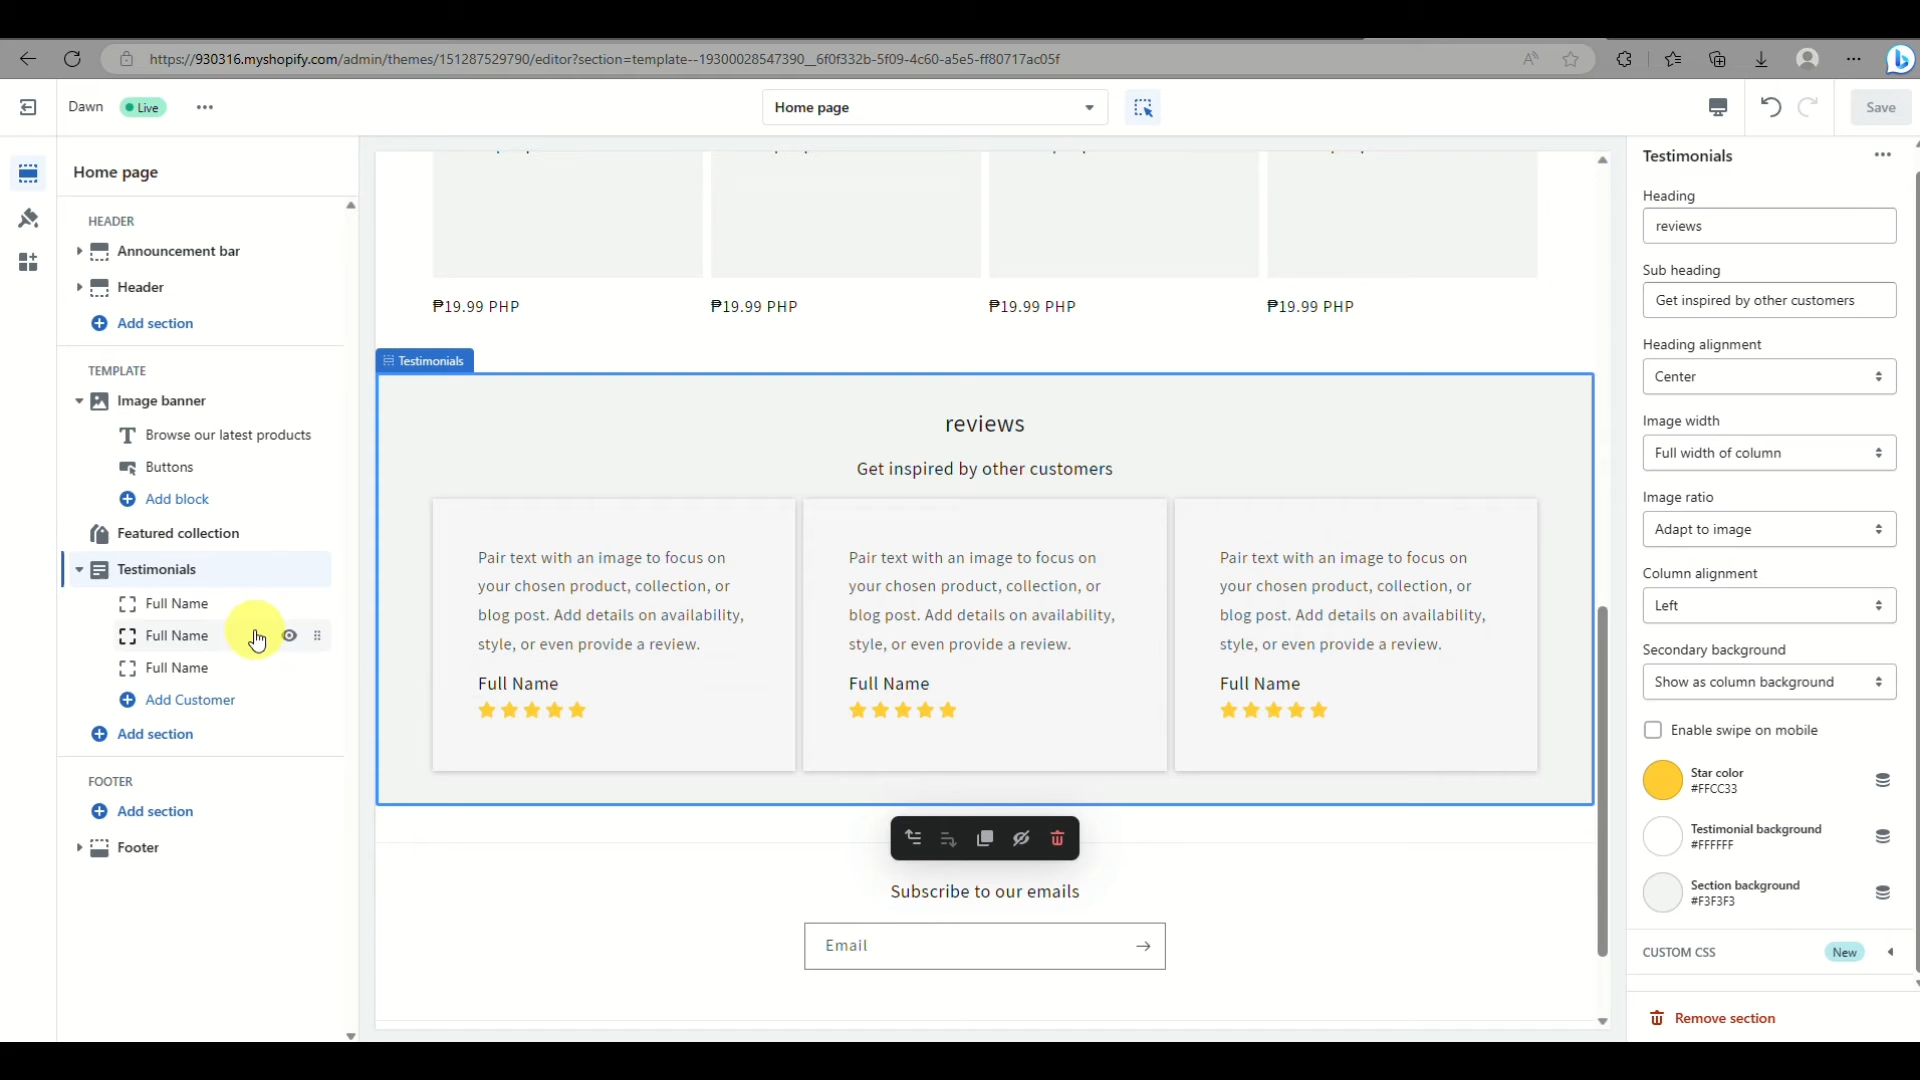 https://930316.myshopify.com/admin/themes/151287529790/editor?section=template--19300028547390__6f0f332b-5f09-4c60-a5e5-ff80717ac05f
Dawn
Live
Home page
Save
Home page
HEADER
Announcement bar
Header
Add section
TEMPLATE
Image banner
Browse our latest products
Buttons
Add block
Featured collection
Testimonials
Full Name
Full Name
Full Name
Add Customer
Add section
FOOTER
Add section
Footer
₱19.99 PHP
₱19.99 PHP
₱19.99 PHP
₱19.99 PHP
Testimonials
reviews
Get inspired by other customers
Pair text with an image to focus on
your chosen product, collection, or
blog post. Add details on availability,
style, or even provide a review.
Full Name
Pair text with an image to focus on
your chosen product, collection, or
blog post. Add details on availability,
style, or even provide a review.
Full Name
Pair text with an image to focus on
your chosen product, collection, or
blog post. Add details on availability,
style, or even provide a review.
Full Name
Subscribe to our emails
Email
Testimonials
Heading
reviews
Sub heading
Get inspired by other customers
Heading alignment
Center
Image width
Full width of column
Image ratio
Adapt to image
Column alignment
Left
Secondary background
Show as column background
Enable swipe on mobile
Star color
#FFCC33
Testimonial background
#FFFFFF
Section background
#F3F3F3
CUSTOM CSS
New
Remove section